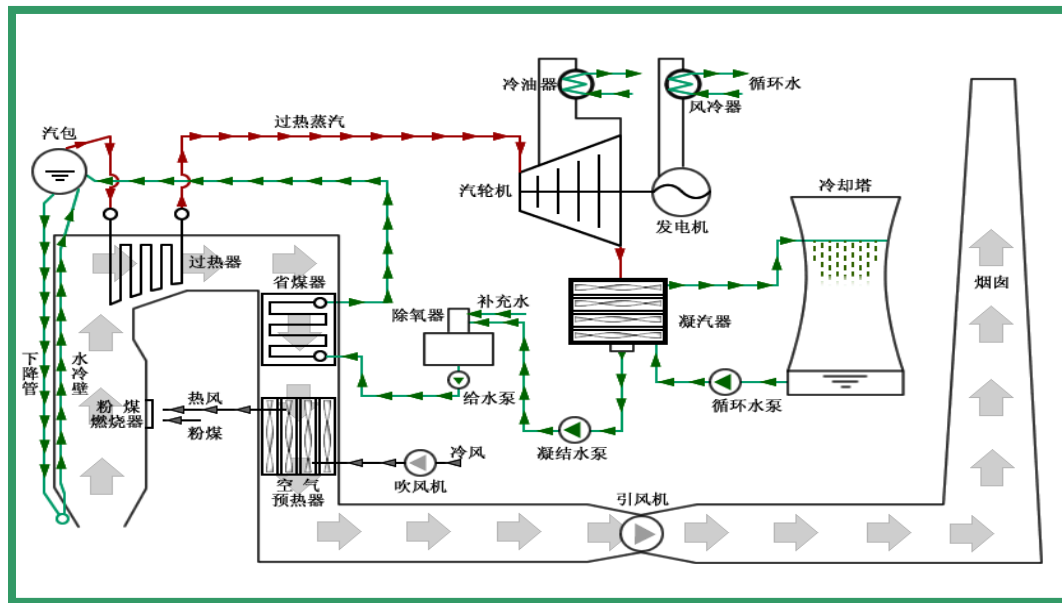 冷油器
循环水
风冷器
过热蒸汽
汽包
汽轮机
发电机
冷却塔
过热器
省煤器
补充水
除氧器
凝汽器
烟囱
下降管
水冷壁
热风
粉煤
燃烧器
粉煤
给水泵
循环水泵
凝结水泵
冷风
吹风机
空气
预热器
引风机